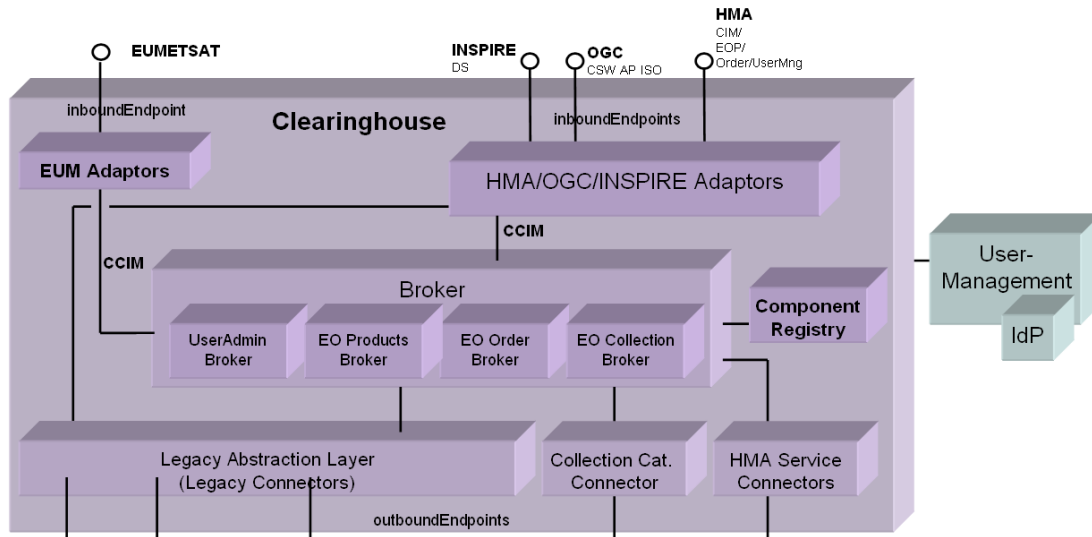 HMA
CIM/
EOP/
Order/UserMng
EUMETSAT
INSPIRE
DS
OGC
CSW AP ISO
inboundEndpoint
Clearinghouse
inboundEndpoints
EUM Adaptors
HMA/OGC/INSPIRE Adaptors
CCIM
CCIM
Broker
UserAdmin
Broker
EO Products
Broker
EO Order
Broker
EO Collection
Broker
Component
Registry
User-
Management
IdP
Legacy Abstraction Layer
(Legacy Connectors)
Collection Cat.
Connector
HMA Service
Connectors
outboundEndpoints